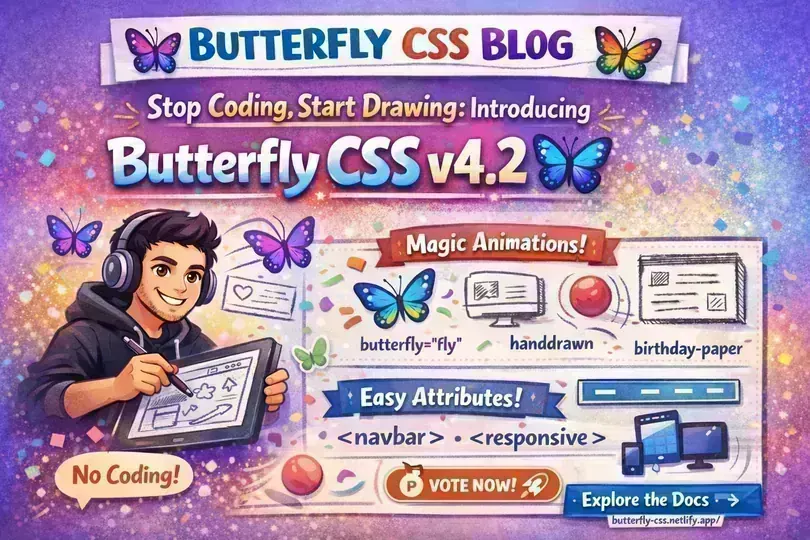 BUTTERFLY CSS BLOG
Stop Coding, Start Drawing: Introducing
Butterfly CSS v4.2
Magic Animations!
butterfly="fly"
handdrawn
birthday-paper
Easy Attributes!
<navbar> • <responsive>
No Coding!
P VOTE NOW!
Explore the Docs →
butterfly-css.netlify.app/